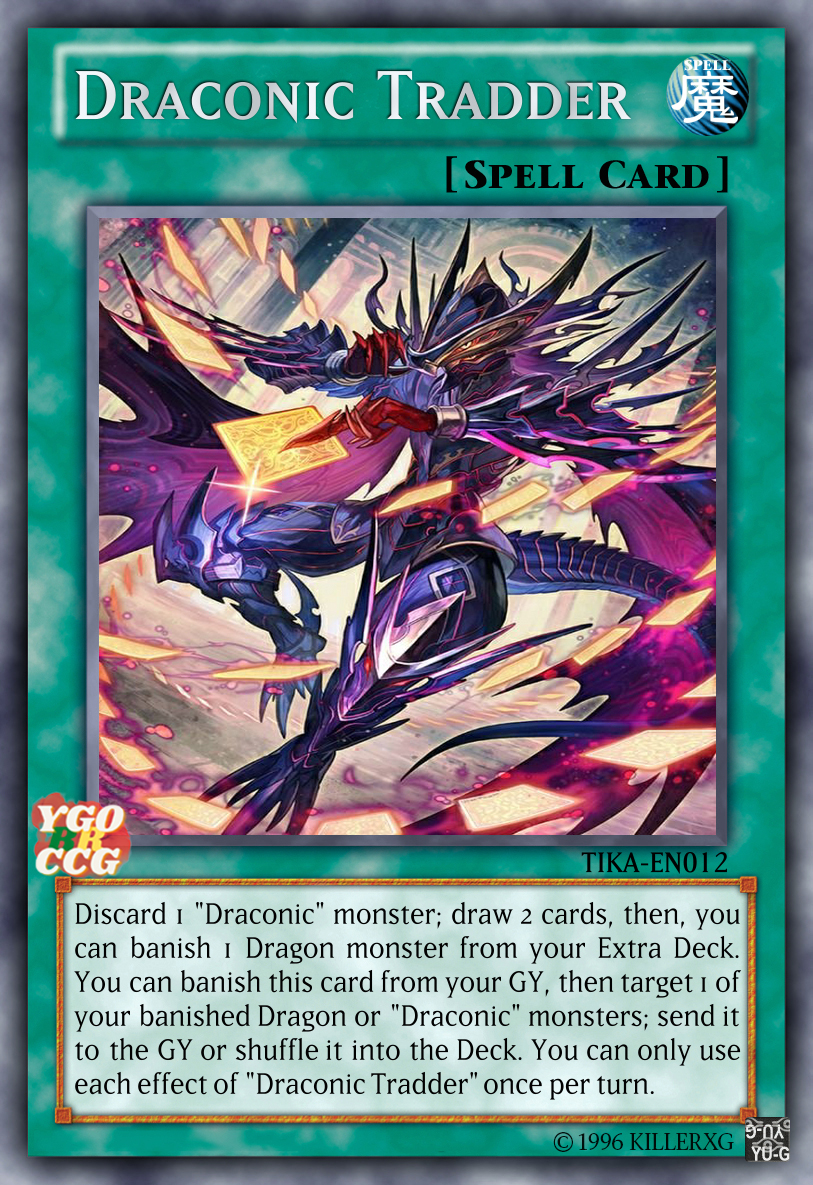 Draconic Tradder
SPELL
魔
[Spell Card]
YGO
BR
CCG
TIKA-EN012
Discard 1 "Draconic" monster; draw 2 cards, then, you
can banish 1 Dragon monster from your Extra Deck.
You can banish this card from your GY, then target 1 of
your banished Dragon or "Draconic" monsters; send it
to the GY or shuffle it into the Deck. You can only use
each effect of "Draconic Tradder" once per turn.
© 1996 KILLERXG
YU-G